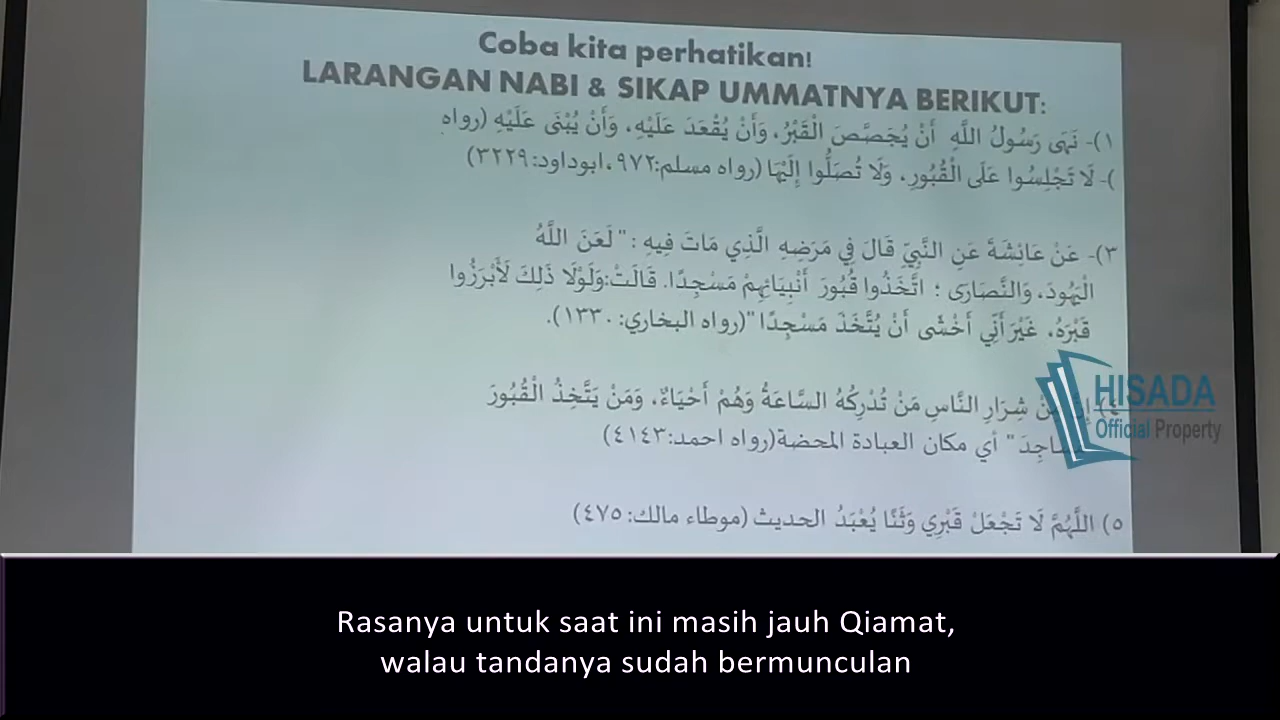 Coba kita perhatikan!
LARANGAN NABI & SIKAP UMMATNYA BERIKUT:
١)- نَهَى رَسُولُ اللَّهِ أَنْ يُجَصَّصَ الْقَبْرُ، وَأَنْ يُقْعَدَ عَلَيْهِ، وَأَنْ يُبْنَى عَلَيْهِ (رواه
)- لَا تَجْلِسُوا عَلَى الْقُبُورِ، وَلَا تُصَلُّوا إِلَيْهَا (رواه مسلم:٩٧٢، ابوداود:٣٢٢٩)
٣)- عَنْ عَائِشَةَ عَنِ النَّبِيِّ قَالَ فِي مَرَضِهِ الَّذِي مَاتَ فِيهِ : " لَعَنَ اللَّهُ
الْيَهُودَ، وَالنَّصَارَى ؛ اتَّخَذُوا قُبُورَ أَنْبِيَائِهِمْ مَسْجِدًا. قَالَتْ:وَلَوْلَا ذَلِكَ لَأَبْرَزُوا
قَبْرَهُ، غَيْرَ أَنِّي أَخْشَى أَنْ يُتَّخَذَ مَسْجِدًا "(رواه البخاري:١٣٣٠).
٤) إِنَّ مِنْ شِرَارِ النَّاسِ مَنْ تُدْرِكُهُ السَّاعَةُ وَهُمْ أَحْيَاءٌ، وَمَنْ يَتَّخِذُ الْقُبُورَ
مَسَاجِدَ " أي مكان العبادة المحضة(رواه احمد:٤١٤٣)
٥) اللَّهُمَّ لَا تَجْعَلْ قَبْرِي وَثَنًا يُعْبَدُ الحديث (موطاء مالك:٤٧٥)
HISADA
Official Property
Rasanya untuk saat ini masih jauh Qiamat,
walau tandanya sudah bermunculan